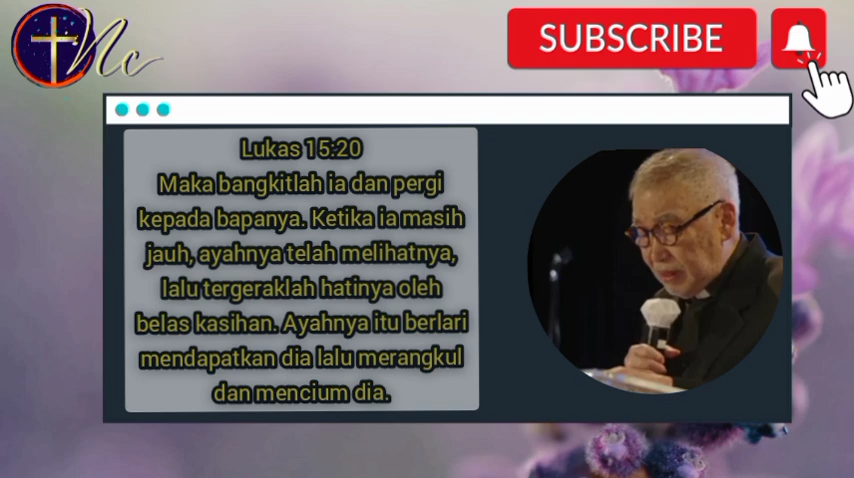 Nc
SUBSCRIBE
Lukas 15:20
Maka bangkitlah ia dan pergi
kepada bapanya. Ketika ia masih
jauh, ayahnya telah melihatnya,
lalu tergeraklah hatinya oleh
belas kasihan. Ayahnya itu berlari
mendapatkan dia lalu merangkul
dan mencium dia.